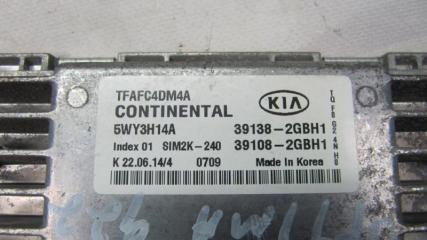 TFAFC4DM4A
CONTINENTAL KIA
5WY3H14A 39138-2GBH1
Index 01 SIM2K-240 39108-2GBH1
K 22.06.14/4 0709 Made in Korea